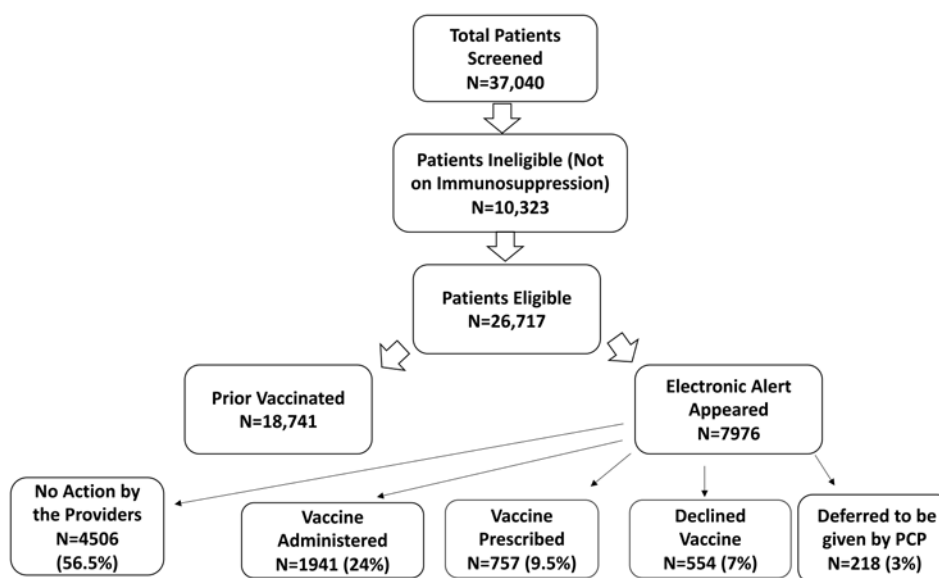 Total Patients
Screened
N=37,040
Patients Ineligible (Not
on Immunosuppression)
N=10,323
Patients Eligible
N=26,717
Prior Vaccinated
N=18,741
Electronic Alert
Appeared
N=7976
No Action by
the Providers
N=4506
(56.5%)
Vaccine
Administered
N=1941 (24%)
Vaccine
Prescribed
N=757 (9.5%)
Declined
Vaccine
N=554 (7%)
Deferred to be
given by PCP
N=218 (3%)